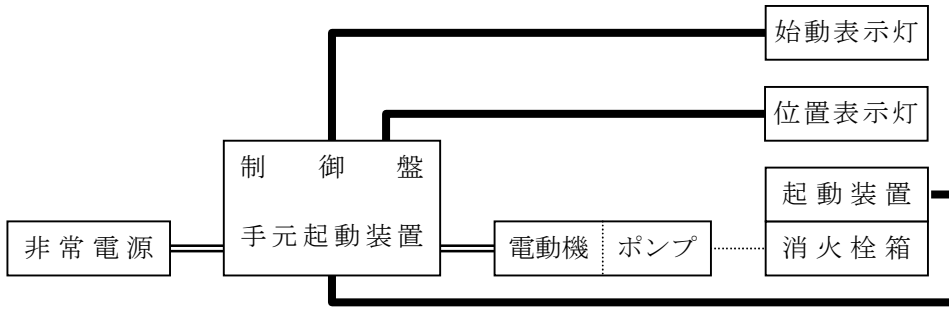 始動表示灯
位置表示灯
制御盤
手元起動装置
起動装置
非常電源
電動機
ポンプ
消火栓箱